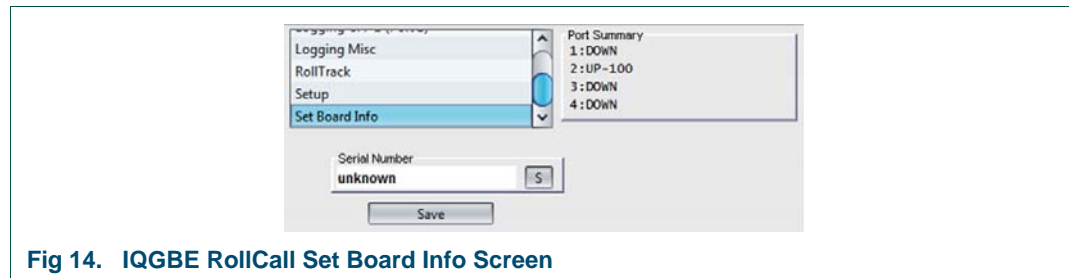 Logging Misc
RollTrack
Setup
Set Board Info
Port Summary
1:DOWN
2:UP-100
3:DOWN
4:DOWN
Serial Number
unknown
S
Save
Fig 14. IQGBE RollCall Set Board Info Screen